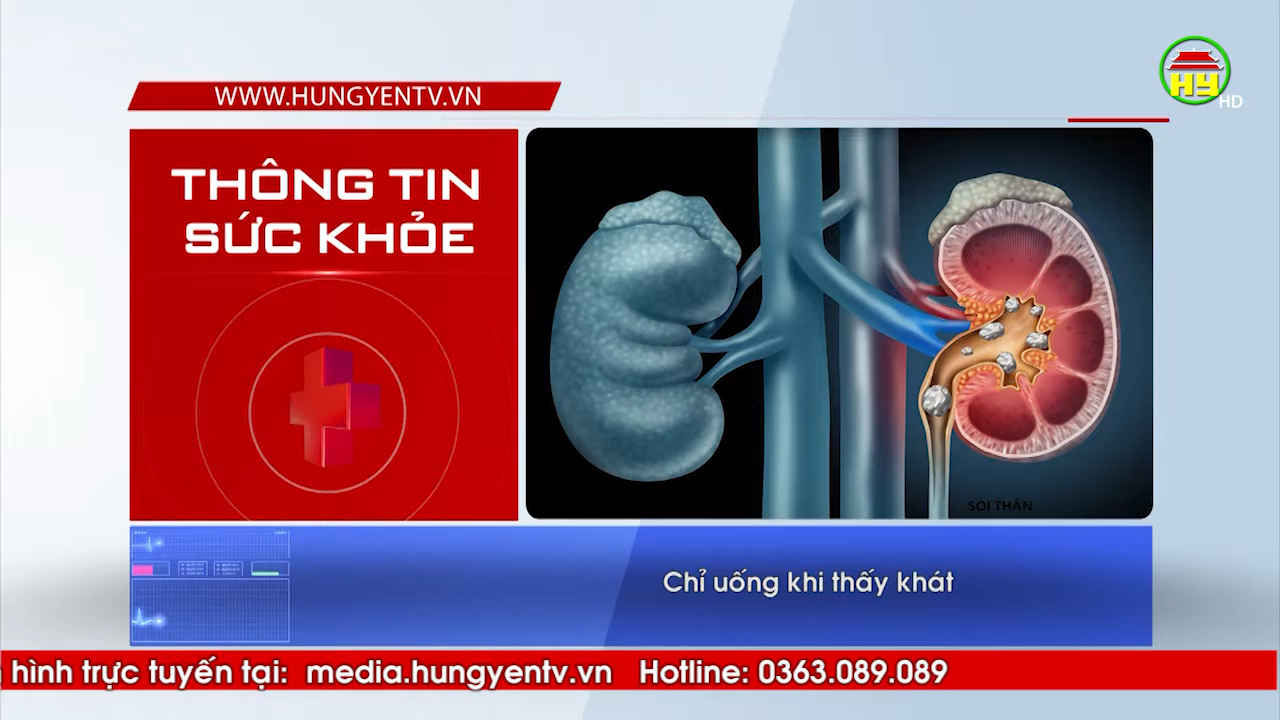 WWW.HUNGYENTV.VN
HY
HD
THÔNG TIN
SỨC KHỎE
SỎI THẬN
Chỉ uống khi thấy khát
hình trực tuyến tại: media.hungyentv.vn Hotline: 0363.089.089